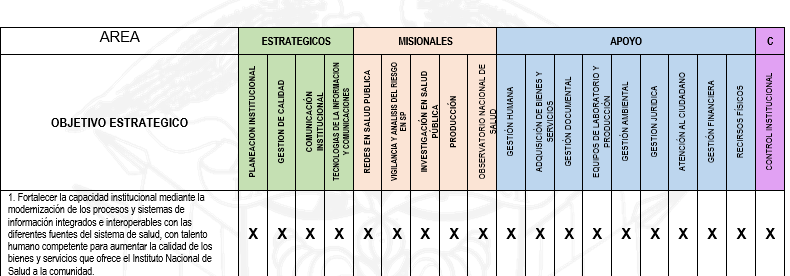 AREA
ESTRATEGICOS
MISIONALES
APOYO
C
OBJETIVO ESTRATEGICO
PLANEACION INSTITUCIONAL
GESTION DE CALIDAD
COMUNICACIÓN
INSTITUCIONAL
TECNOLOGIAS DE LA INFORMACION
Y COMUNICACIONES
REDES EN SALUD PUBLICA
VIGILANCIA Y ANALISIS DEL RIESGO
EN SP
INVESTIGACIÓN EN SALUD
PÚBLICA
PRODUCCIÓN
OBSERVATORIO NACIONAL DE
SALUD
GESTIÓN HUMANA
ADQUISICIÓN DE BIENES Y
SERVICIOS
GESTIÓN DOCUMENTAL
EQUIPOS DE LABORATORIO Y
PRODUCCIÓN
GESTIÓN AMBIENTAL
GESTION JURIDICA
ATENCIÓN AL CIUDADANO
GESTIÓN FINANCIERA
RECURSOS FÍSICOS
CONTROL INSTITUCIONAL
1. Fortalecer la capacidad institucional mediante la
modernización de los procesos y sistemas de
información integrados e interoperables con las
diferentes fuentes del sistema de salud, con talento
humano competente para aumentar la calidad de los
bienes y servicios que ofrece el Instituto Nacional de
Salud a la comunidad.
X X X X X X X X X X X X X X X X X X X